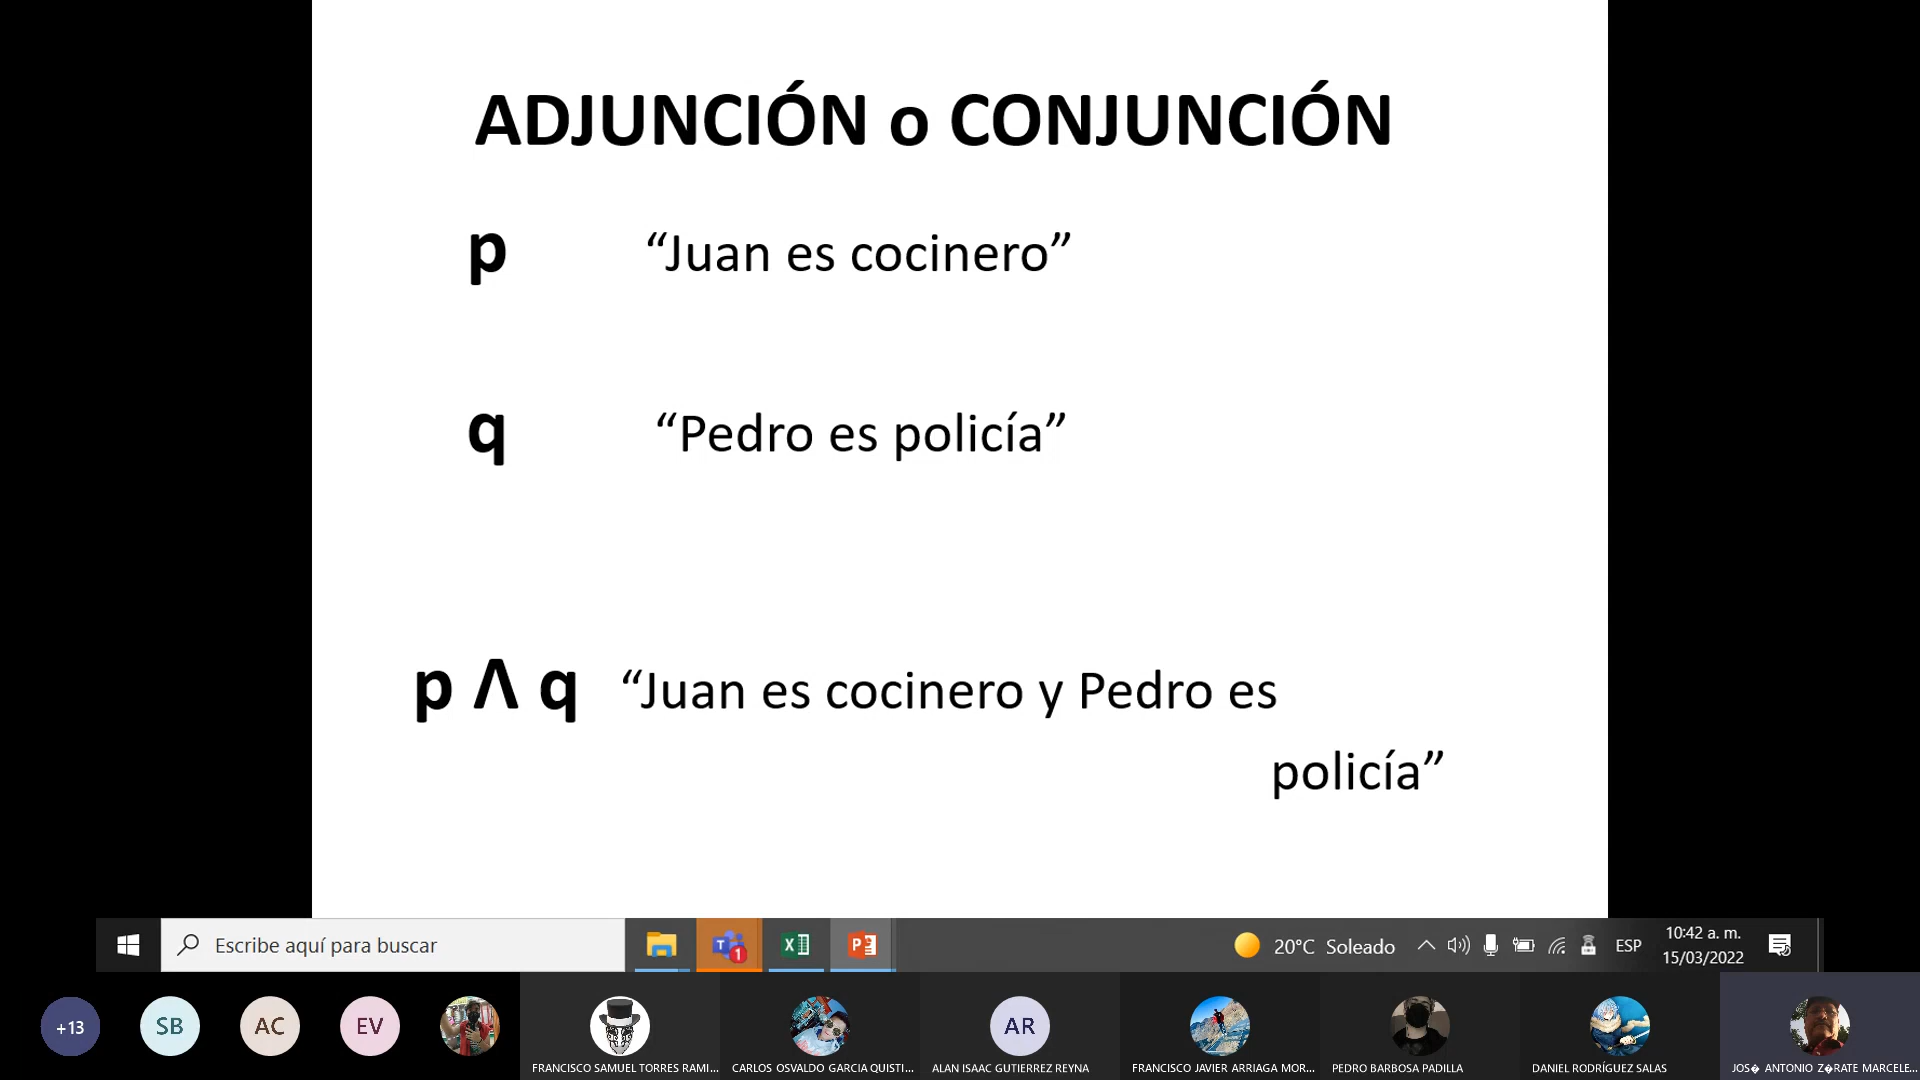 ADJUNCIÓN o CONJUNCIÓN
p “Juan es cocinero”
q “Pedro es policía”
p Λ q “Juan es cocinero y Pedro es
policía”
Escribe aquí para buscar
1
20°C Soleado
ESP
10:42 a. m.
15/03/2022
+13
SB
AC
EV
AR
FRANCISCO SAMUEL TORRES RAMI...
CARLOS OSVALDO GARCIA QUISTI...
ALAN ISAAC GUTIERREZ REYNA
FRANCISCO JAVIER ARRIAGA MOR...
PEDRO BARBOSA PADILLA
DANIEL RODRÍGUEZ SALAS
JOS� ANTONIO Z�RATE MARCELE...